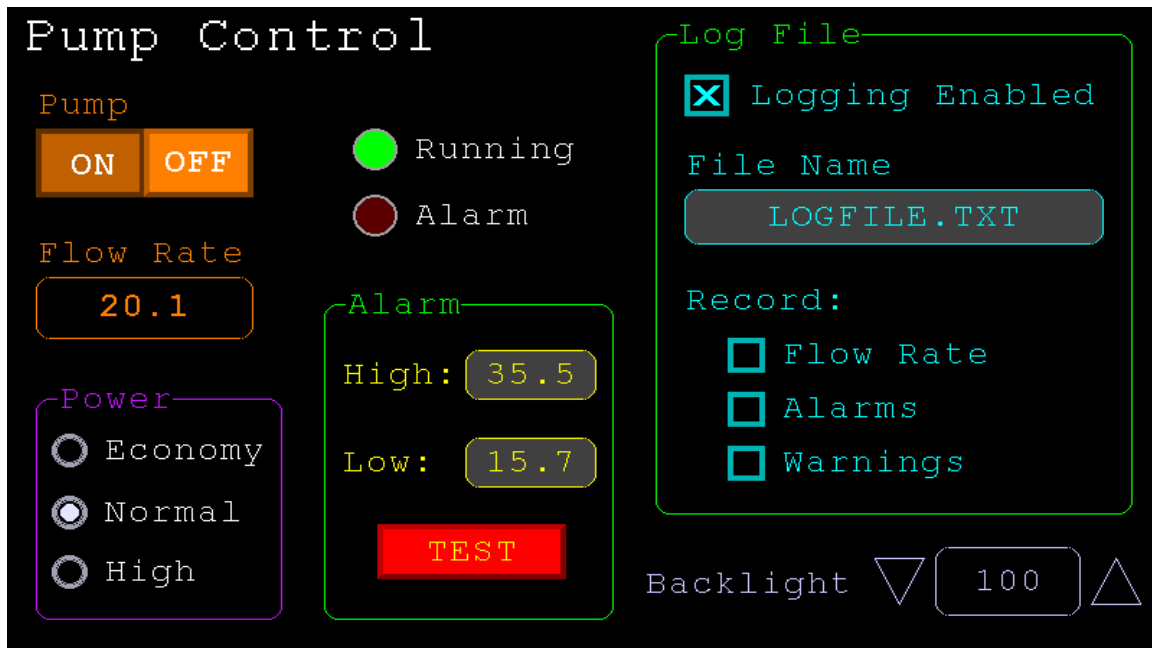 Pump Control
Pump
ON OFF
Running
Alarm
Flow Rate
20.1
Power
Economy
Normal
High
Alarm
High: 35.5
Low: 15.7
TEST
Log File
Logging Enabled
File Name
LOGFILE.TXT
Record:
Flow Rate
Alarms
Warnings
Backlight 100